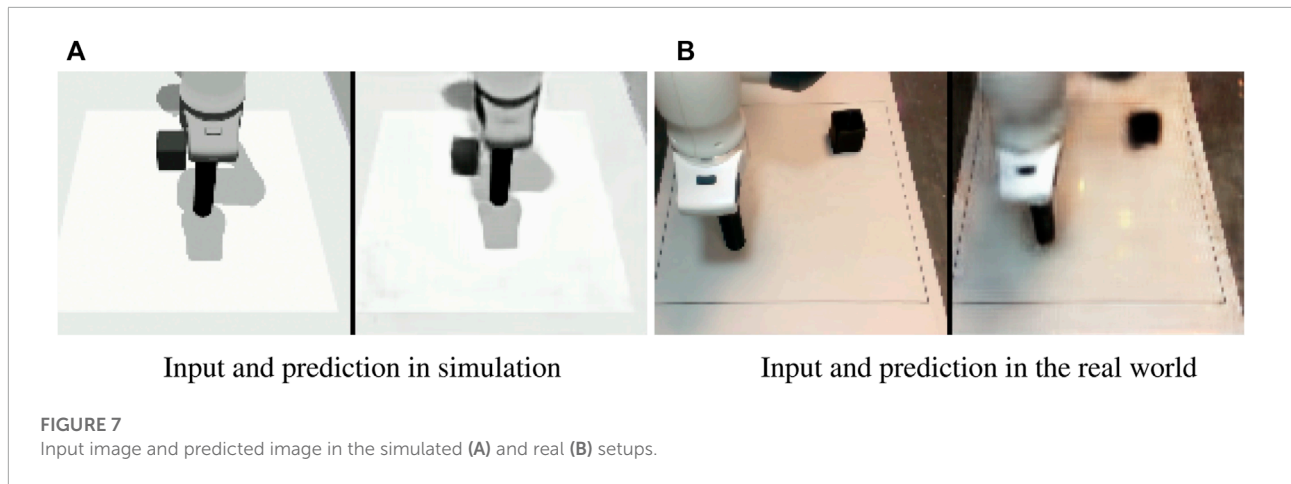 A
B
Input and prediction in simulation
Input and prediction in the real world
FIGURE 7
Input image and predicted image in the simulated (A) and real (B) setups.